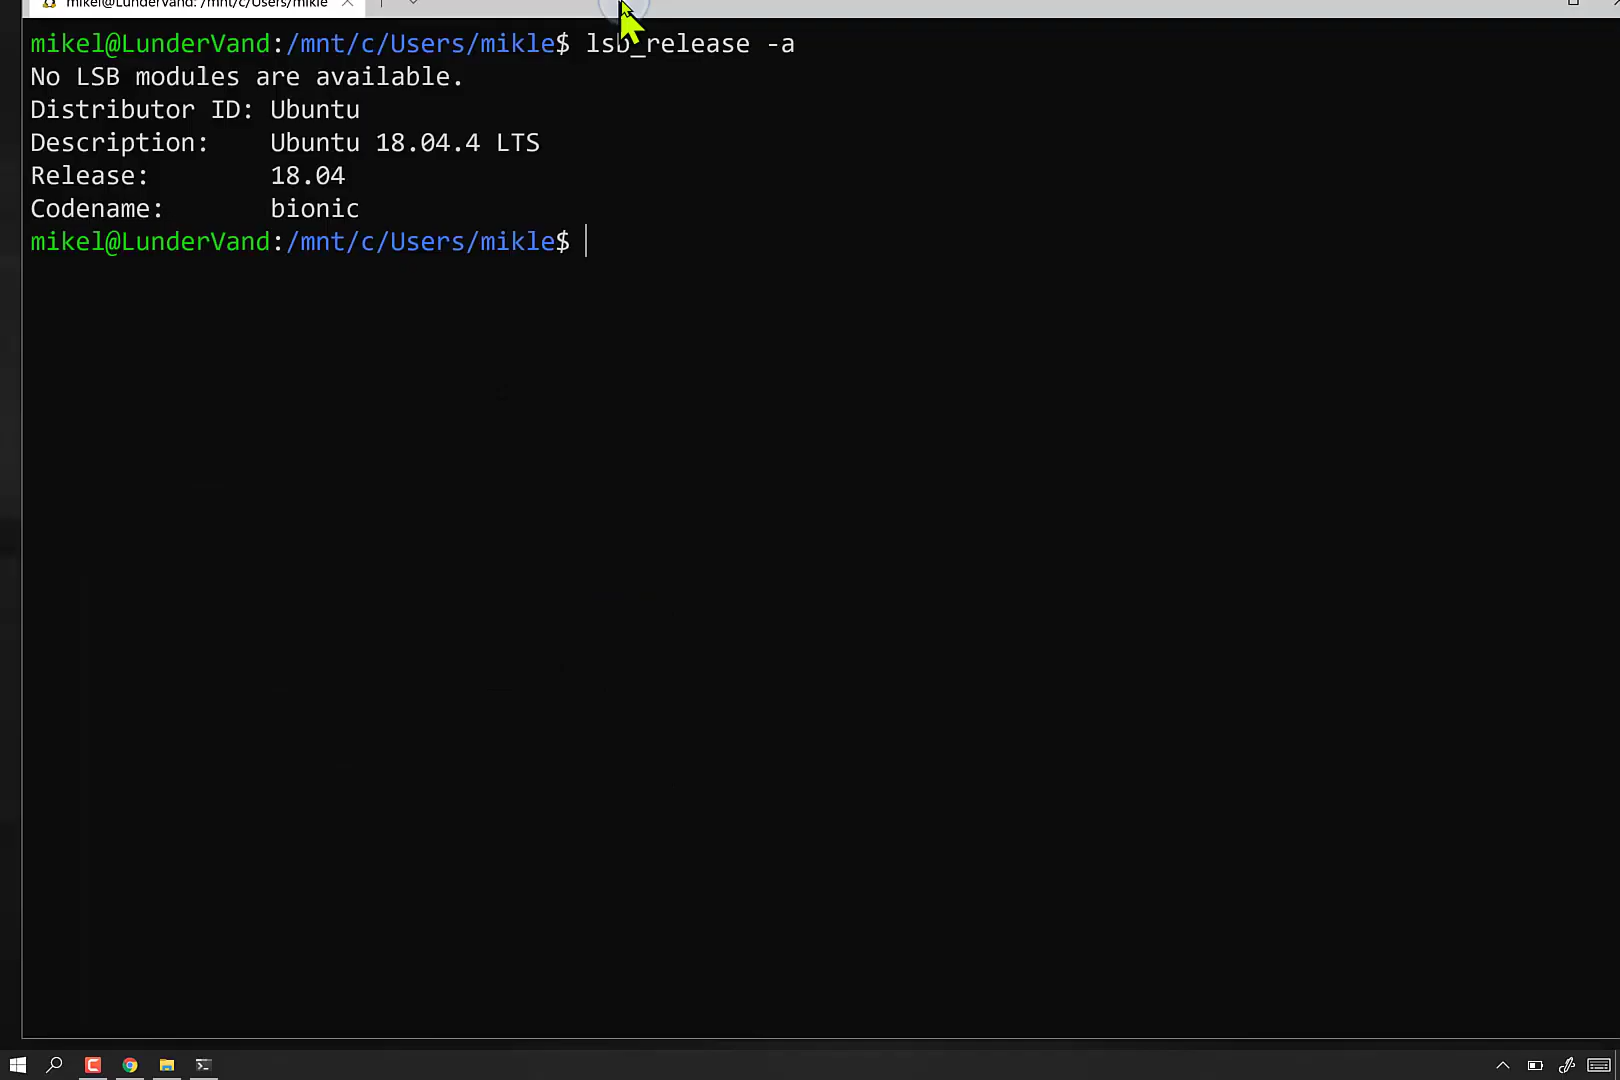 mikel@LunderVand: /mnt/c/Users/mikle
mikel@LunderVand:/mnt/c/Users/mikle$ lsb_release -a
No LSB modules are available.
Distributor ID: Ubuntu
Description:    Ubuntu 18.04.4 LTS
Release:        18.04
Codename:       bionic
mikel@LunderVand:/mnt/c/Users/mikle$